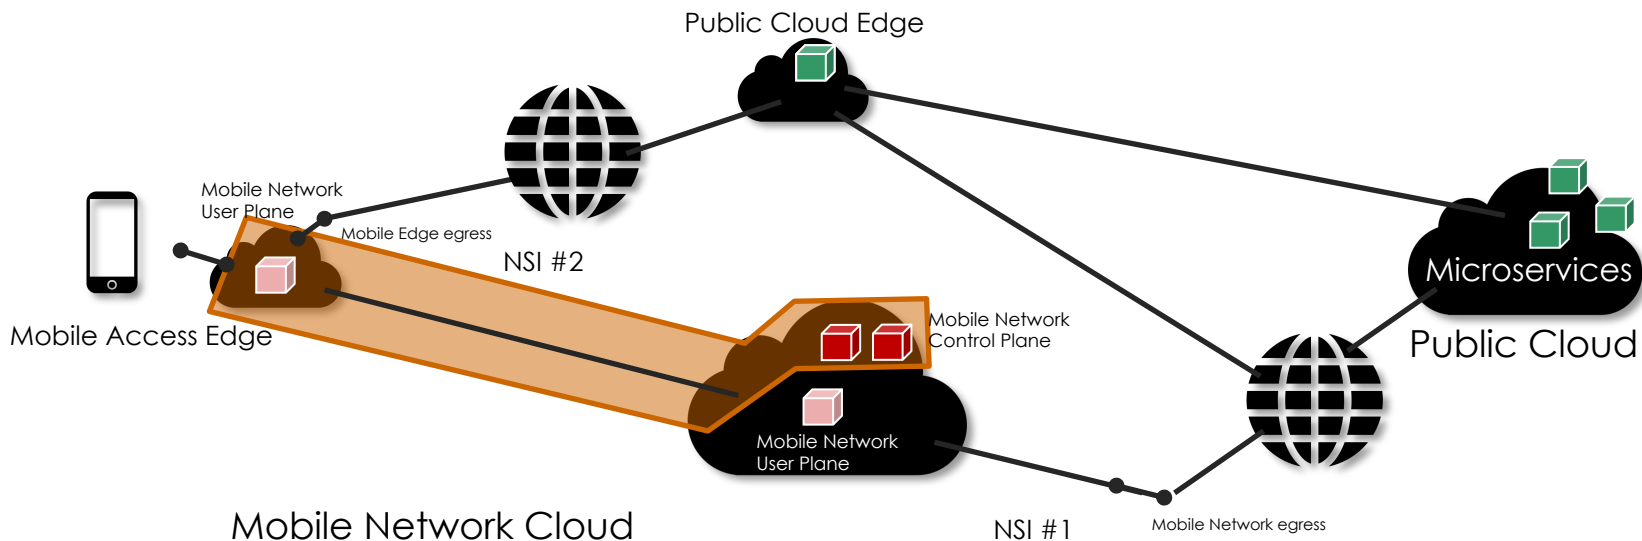 Public Cloud Edge
Mobile Network
User Plane
Mobile Edge egress
NSI #2
Microservices
Mobile Access Edge
Mobile Network
Control Plane
Public Cloud
Mobile Network
User Plane
Mobile Network Cloud
NSI #1
Mobile Network egress